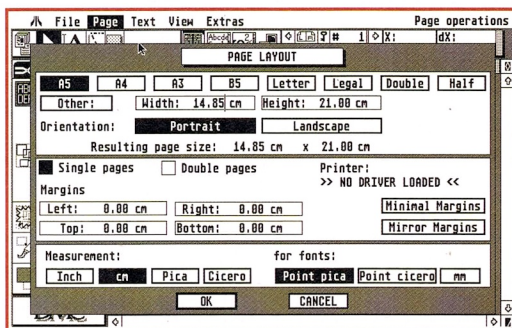 File Page Text View Extras Page operations
Abcde # 1 X: dX:
PAGE LAYOUT
A5 A4 A3 B5 Letter Legal Double Half
Other: Width: 14.85 cm Height: 21.00 cm
Orientation: Portrait Landscape
Resulting page size: 14.85 cm x 21.00 cm
Single pages Double pages Printer:
>> NO DRIVER LOADED <<
Margins
Left: 0.00 cm Right: 0.00 cm Minimal Margins
Top: 0.00 cm Bottom: 0.00 cm Mirror Margins
Measurement: for fonts:
Inch cm Pica Cicero Point pica Point cicero mm
OK CANCEL